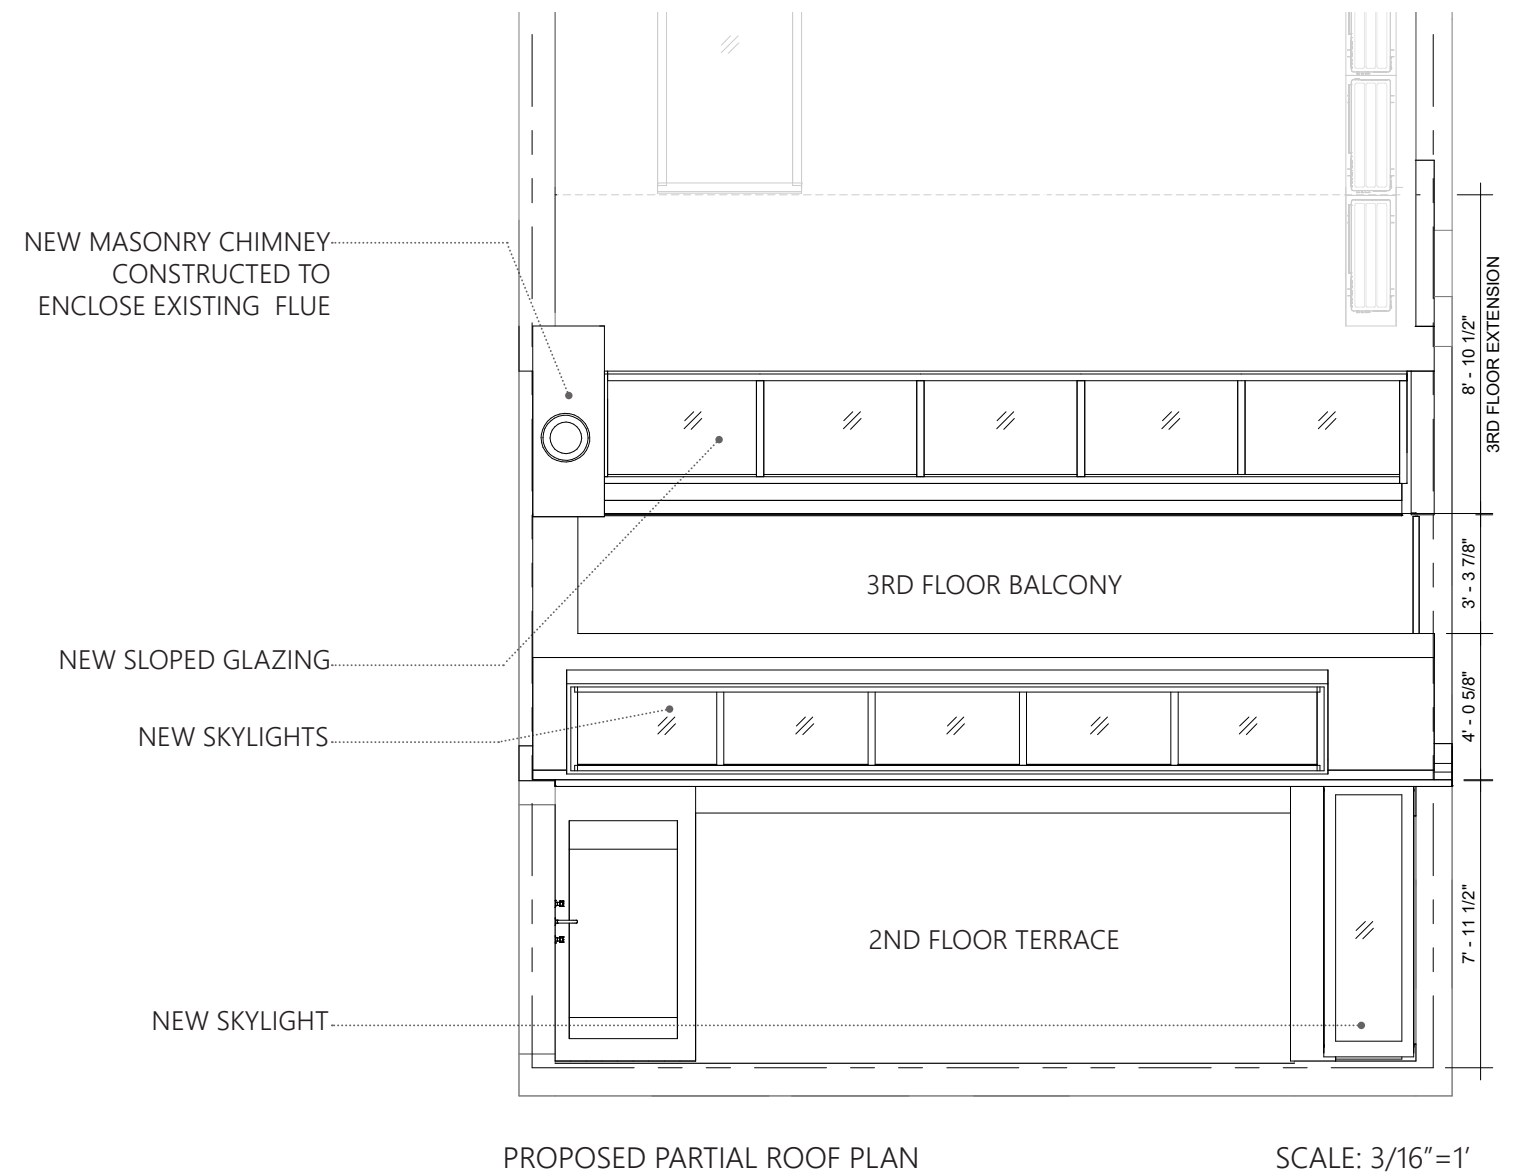 NEW MASONRY CHIMNEY
CONSTRUCTED TO
ENCLOSE EXISTING  FLUE
8' - 10 1/2"
3RD FLOOR EXTENSION
3' - 3 7/8"
3RD FLOOR BALCONY
NEW SLOPED GLAZING
4' - 0 5/8"
NEW SKYLIGHTS
7' - 11 1/2"
2ND FLOOR TERRACE
NEW SKYLIGHT
PROPOSED PARTIAL ROOF PLAN
SCALE: 3/16”=1’